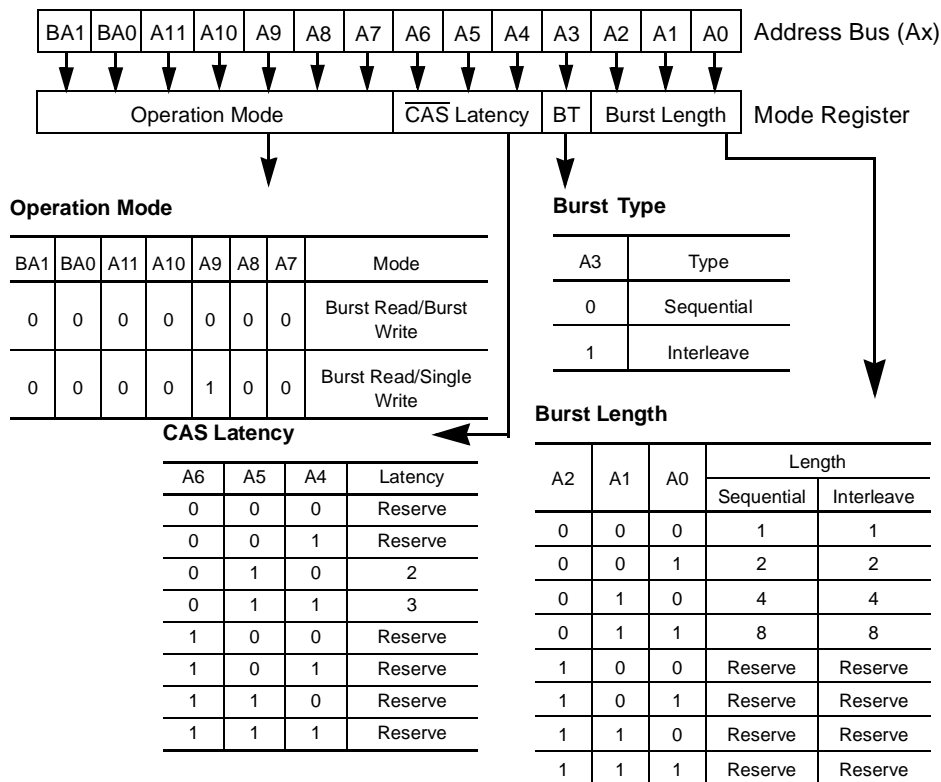 BA1 BA0 A11 A10 A9 A8 A7 A6 A5 A4 A3 A2 A1 A0 Address Bus (Ax)
Operation Mode CAS Latency BT Burst Length Mode Register
Operation Mode
BA1 BA0 A11 A10 A9 A8 A7 Mode
0 0 0 0 0 0 0 Burst Read/Burst
Write
0 0 0 0 1 0 0 Burst Read/Single
Write
Burst Type
A3 Type
0 Sequential
1 Interleave
CAS Latency
A6 A5 A4 Latency
0 0 0 Reserve
0 0 1 Reserve
0 1 0 2
0 1 1 3
1 0 0 Reserve
1 0 1 Reserve
1 1 0 Reserve
1 1 1 Reserve
Burst Length
A2 A1 A0 Length
Sequential Interleave
0 0 0 1 1
0 0 1 2 2
0 1 0 4 4
0 1 1 8 8
1 0 0 Reserve Reserve
1 0 1 Reserve Reserve
1 1 0 Reserve Reserve
1 1 1 Reserve Reserve